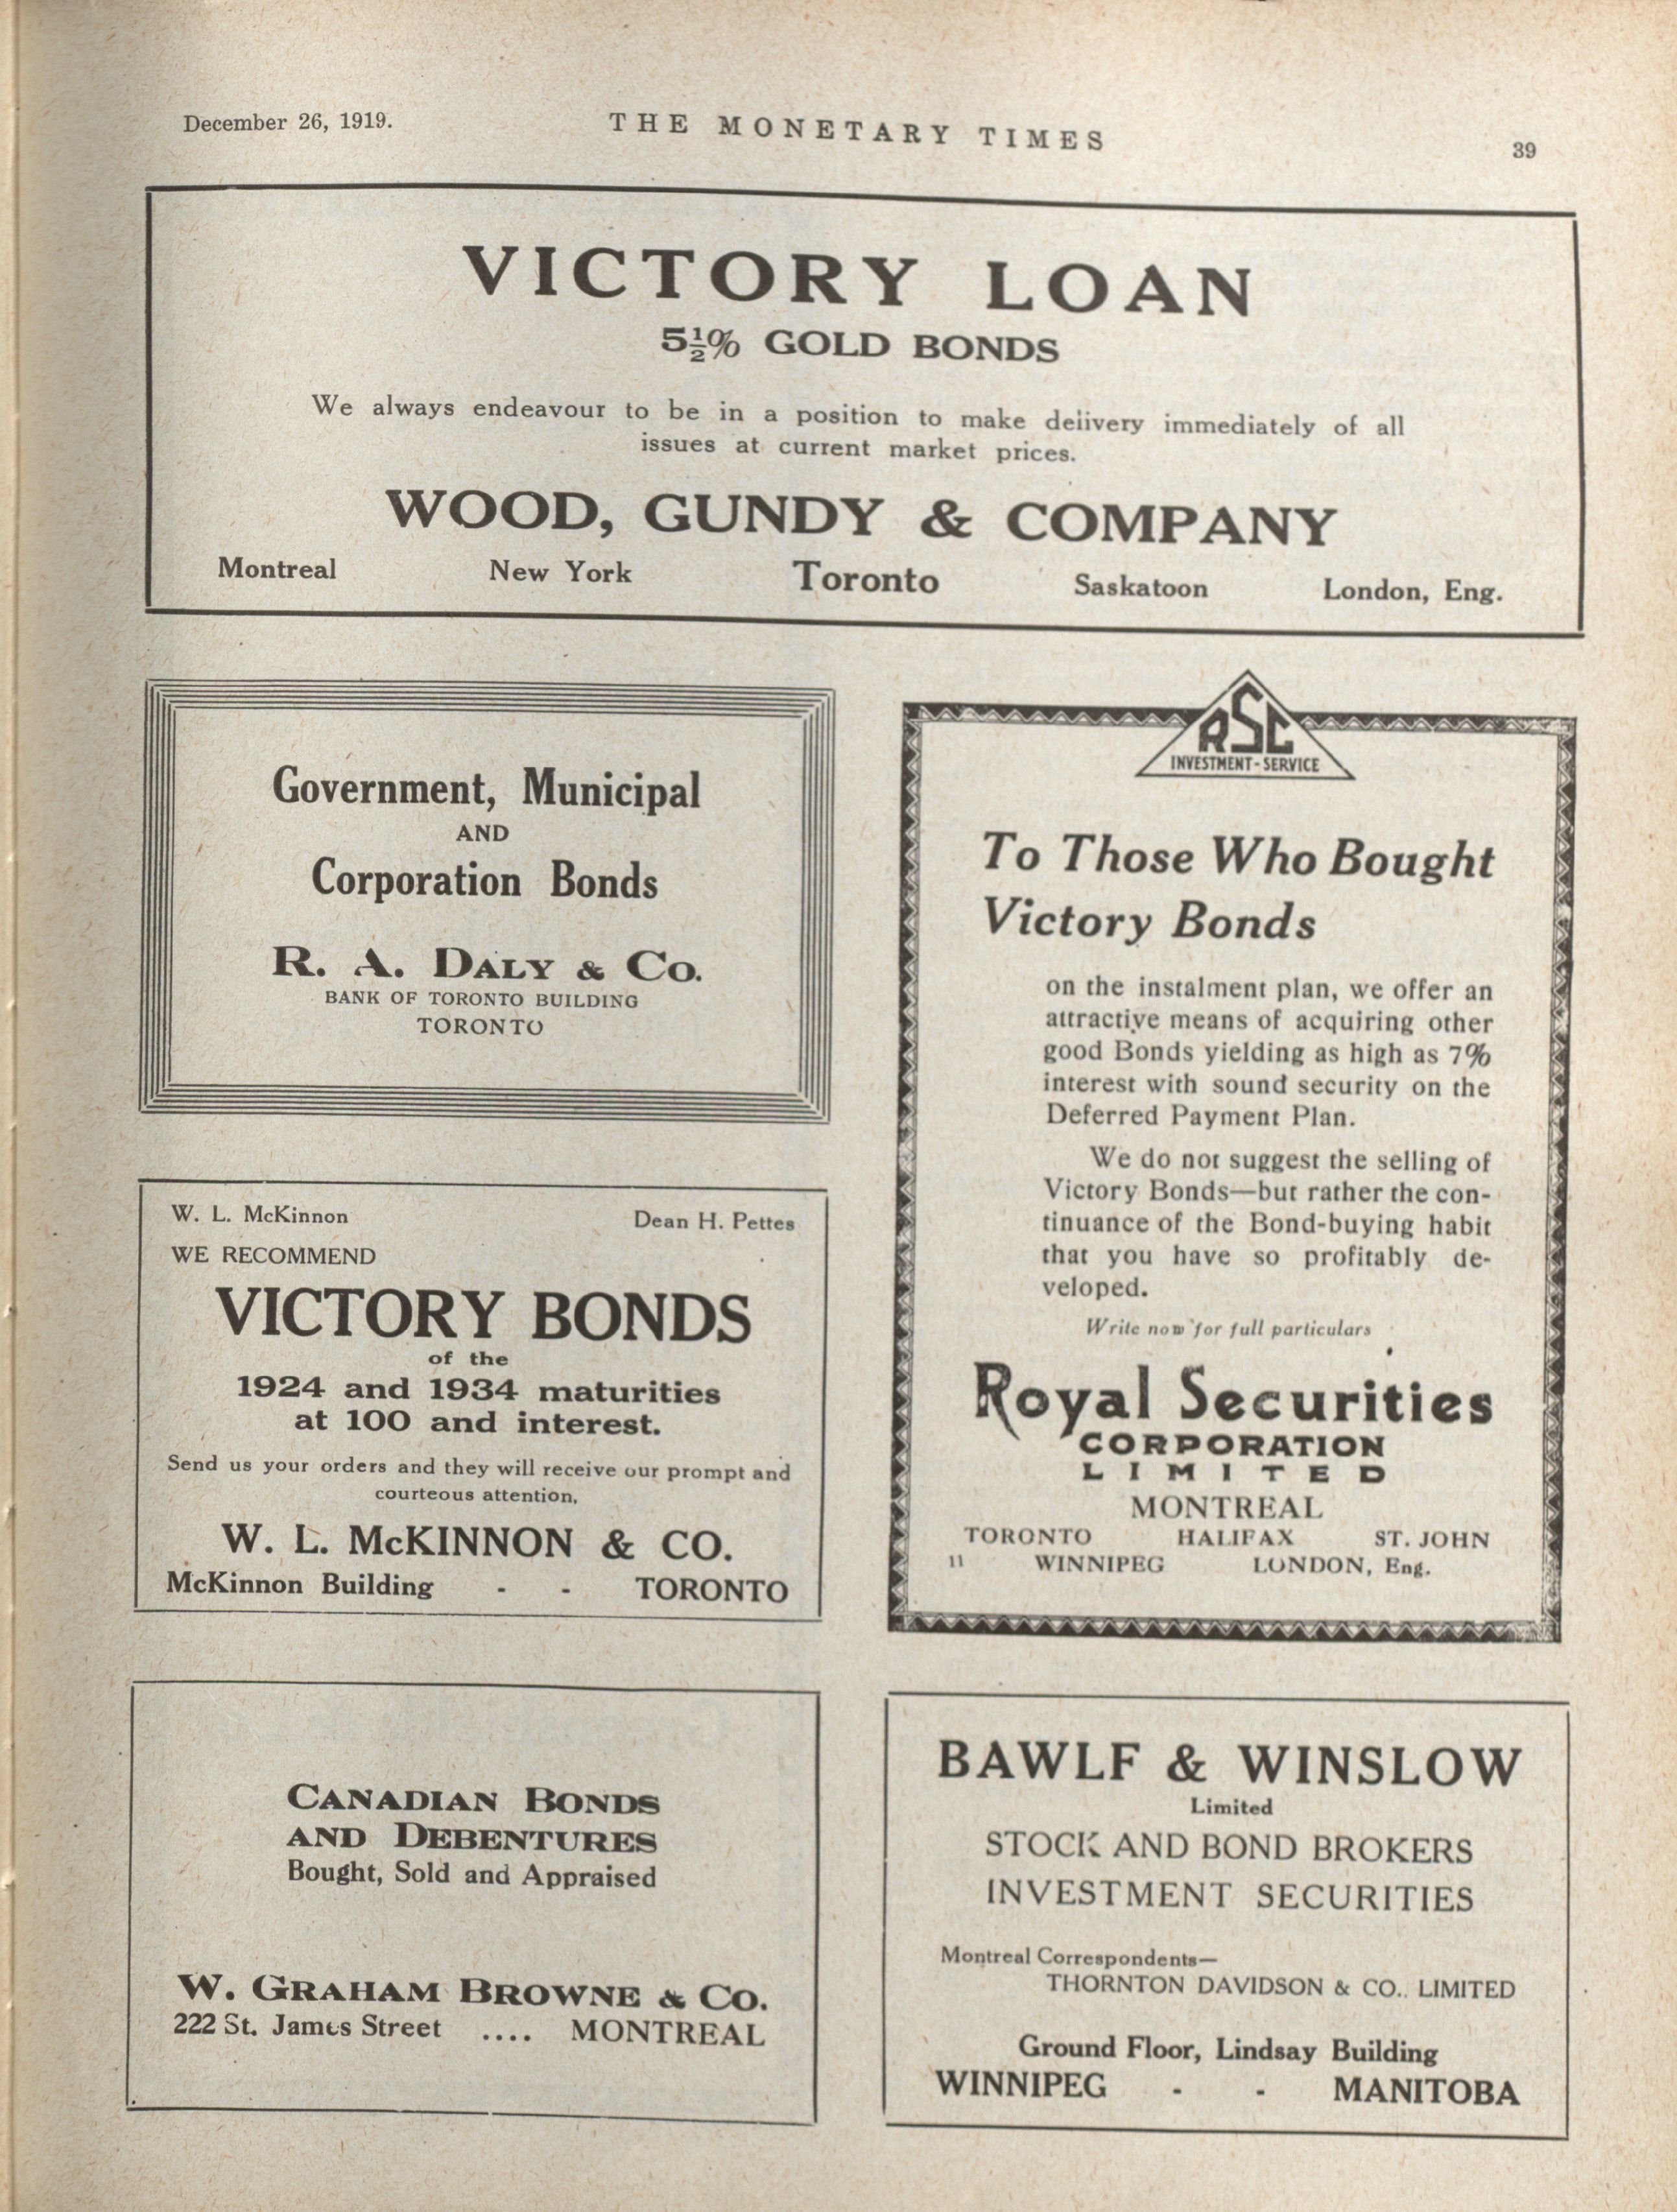 December 26, 1919.
THE MONETARY TIMES
39
VICTORY LOAN
5½% GOLD BONDS
We always endeavour to be in a position to make delivery immediately of all
issues at current market prices.
WOOD, GUNDY & COMPANY
Montreal New York Toronto Saskatoon London, Eng.
Government, Municipal
AND
Corporation Bonds
R. A. DALY & CO.
BANK OF TORONTO BUILDING
TORONTO
W. L. McKinnon Dean H. Pettes
WE RECOMMEND
VICTORY BONDS
of the
1924 and 1934 maturities
at 100 and interest.
Send us your orders and they will receive our prompt and
courteous attention.
W. L. McKINNON & CO.
McKinnon Building - - TORONTO
CANADIAN BONDS
AND DEBENTURES
Bought, Sold and Appraised
W. GRAHAM BROWNE & CO.
222 St. James Street .... MONTREAL
RSC
INVESTMENT-SERVICE
To Those Who Bought
Victory Bonds
on the instalment plan, we offer an
attractive means of acquiring other
good Bonds yielding as high as 7%
interest with sound security on the
Deferred Payment Plan.
We do not suggest the selling of
Victory Bonds—but rather the con-
tinuance of the Bond-buying habit
that you have so profitably de-
veloped.
Write now for full particulars
Royal Securities
CORPORATION
LIMITED
MONTREAL
TORONTO HALIFAX ST. JOHN
11 WINNIPEG LONDON, Eng.
BAWLF & WINSLOW
Limited
STOCK AND BOND BROKERS
INVESTMENT SECURITIES
Montreal Correspondents—
THORNTON DAVIDSON & CO.. LIMITED
Ground Floor, Lindsay Building
WINNIPEG - - MANITOBA